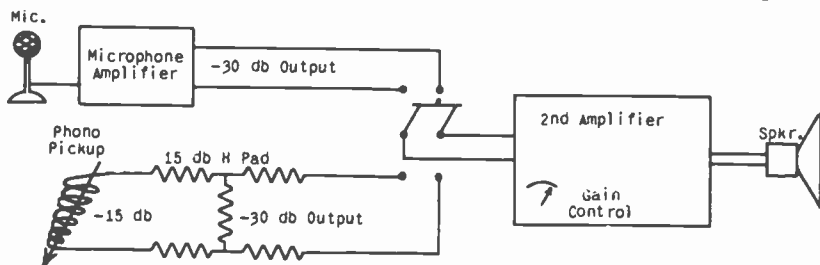 Mic.
Microphone
Amplifier
-30 db Output
2nd Amplifier
Spkr.
Gain
Control
Phono
Pickup
15 db H Pad
-15 db
-30 db Output